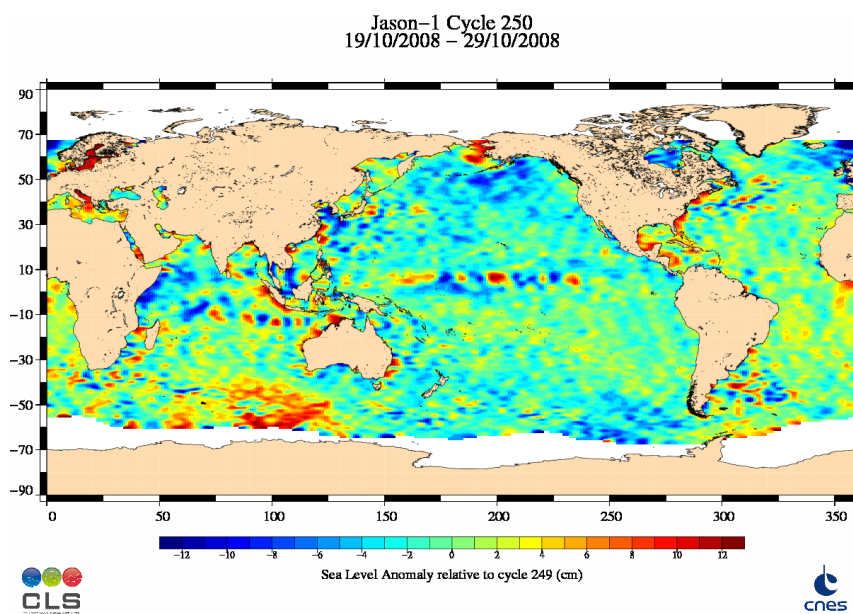 Jason−1 Cycle 250
19/10/2008 − 29/10/2008
90
70
50
30
10
−10
−30
−50
−70
−90
0 50 100 150 200 250 300 350
−12 −10 −8 −6 −4 −2 0 2 4 6 8 10 12
Sea Level Anomaly relative to cycle 249 (cm)
CLS
cnes